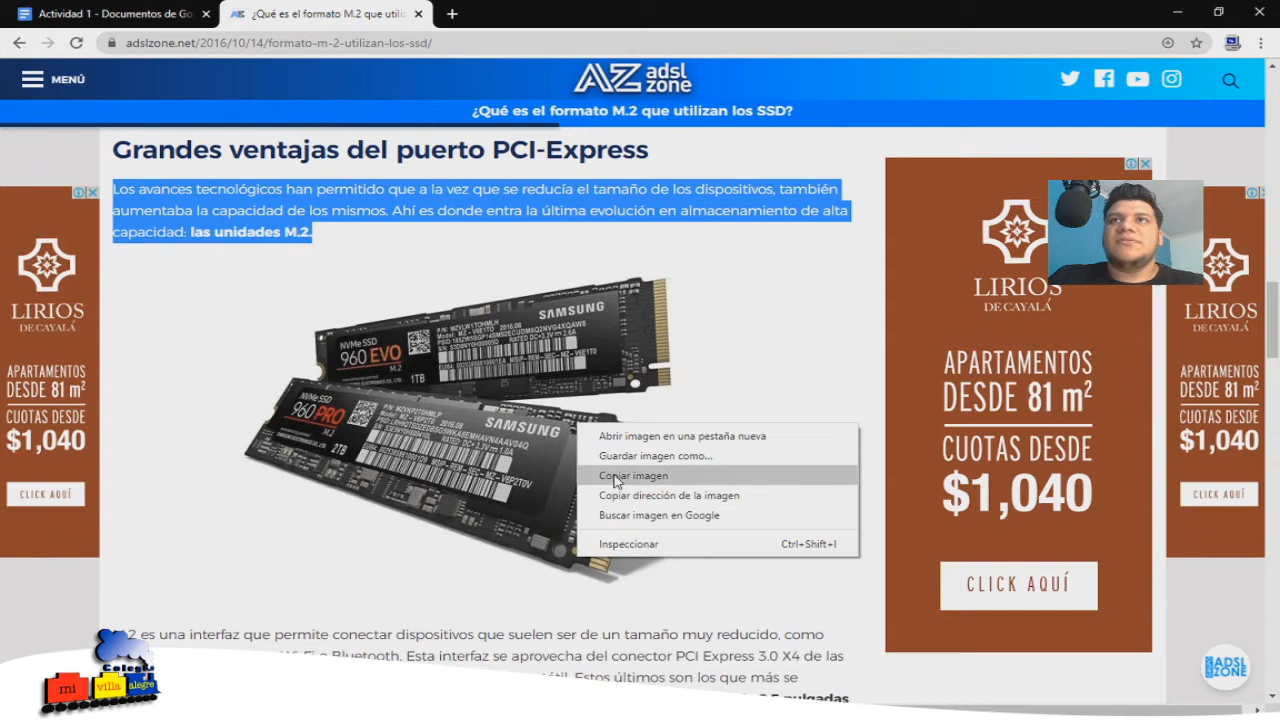 Actividad 1 - Documentos de Go
¿Qué es el formato M.2 que utiliz
adslzone.net/2016/10/14/formato-m-2-utilizan-los-ssd/
MENÚ
AZ adsl zone
¿Qué es el formato M.2 que utilizan los SSD?
Grandes ventajas del puerto PCI-Express
Los avances tecnológicos han permitido que a la vez que se reducía el tamaño de los dispositivos, también
aumentaba la capacidad de los mismos. Ahí es donde entra la última evolución en almacenamiento de alta
capacidad: las unidades M.2.
SAMSUNG
NVMe SSD
960 EVO
M.2
1TB
NVMe SSD
960 PRO
M.2
2TB
SAMSUNG
Abrir imagen en una pestaña nueva
Guardar imagen como...
Copiar imagen
Copiar dirección de la imagen
Buscar imagen en Google
Inspeccionar Ctrl+Shift+I
M.2 es una interfaz que permite conectar dispositivos que suelen ser de un tamaño muy reducido, como
Wi-Fi o Bluetooth. Esta interfaz se aprovecha del conector PCI Express 3.0 X4 de las
Estos últimos son los que más se
pulgadas
LIRIOS
DE CAYALÁ
APARTAMENTOS
DESDE 81 m²
CUOTAS DESDE
$1,040
CLICK AQUÍ
LIRIOS
DE CAYALÁ
APARTAMENTOS
DESDE 81 m²
CUOTAS DESDE
$1,040
CLICK AQUÍ
LIRIOS
DE CAYALÁ
APARTAMENTOS
DESDE 81 m²
CUOTAS DESDE
$1,040
CLICK AQUÍ
ADSL
ZONE
Colegio
mi villa alegre